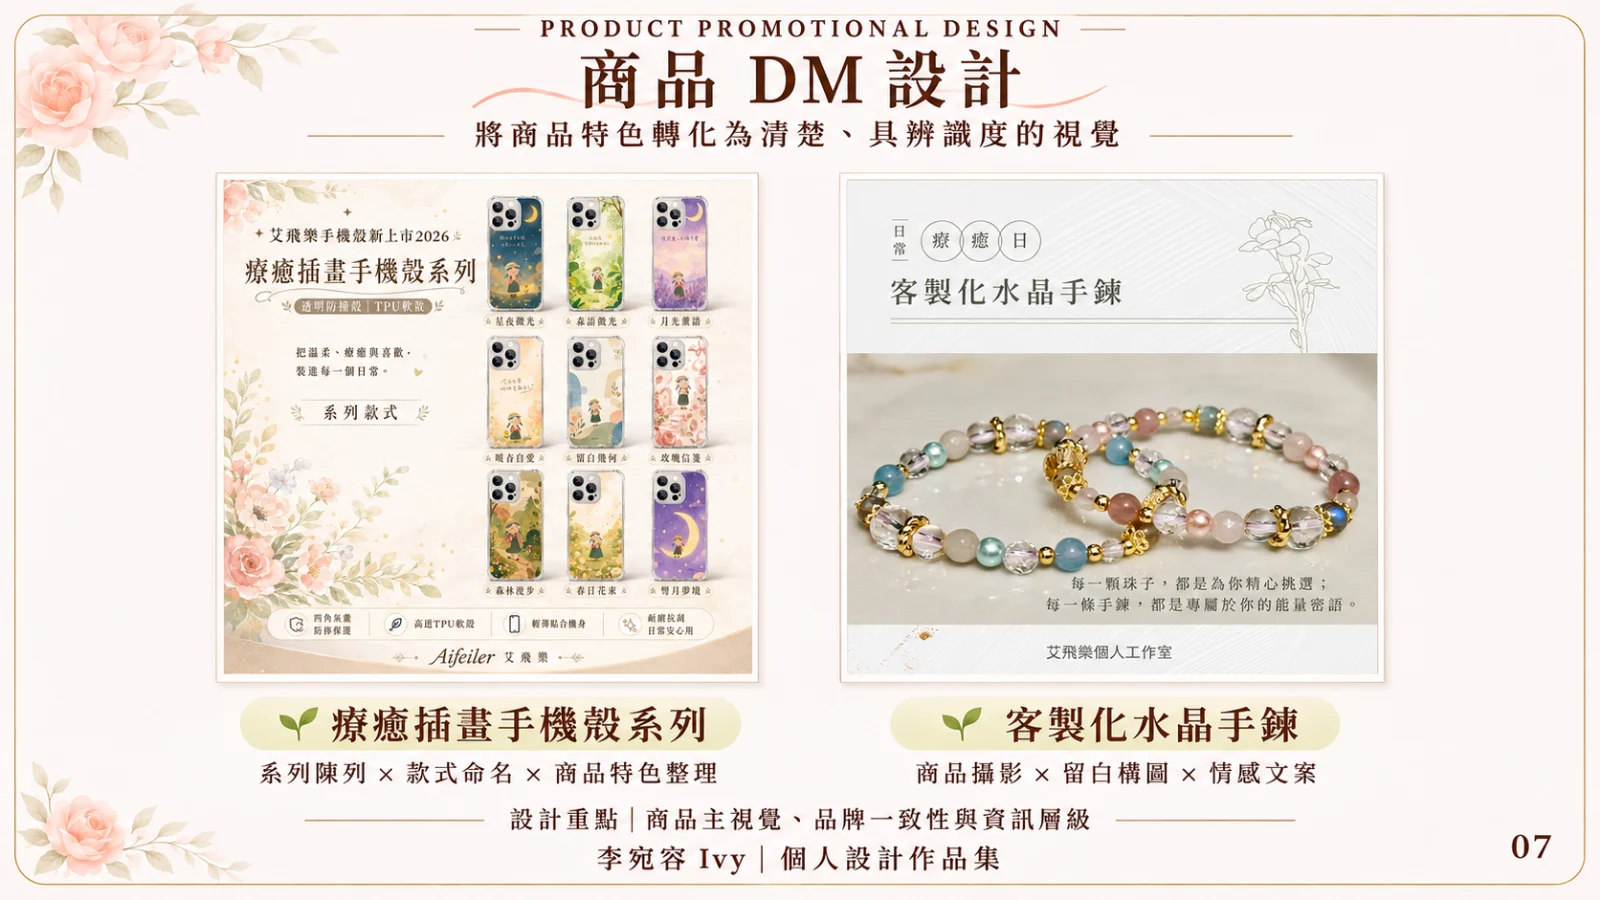 PRODUCT PROMOTIONAL DESIGN
商品 DM 設計
將商品特色轉化為清楚、具辨識度的視覺
艾飛樂手機殼新上市2026
療癒插畫手機殼系列
透明防撞殼｜TPU軟殼
把溫柔、療癒與喜歡，
裝進每一個日常。
系列款式
星夜微光
森語微光
月光童語
暖杏自愛
留白幾何
玫瑰信箋
森林漫步
春日花束
彎月夢境
四角氣囊
防摔保護
高透TPU軟殼
輕薄貼合機身
耐磨抗刮
日常安心用
Aifeiler 艾飛樂
日常
療癒日
客製化水晶手鍊
每一顆珠子，都是為你精心挑選；
每一條手鍊，都是專屬於你的能量密語。
艾飛樂個人工作室
療癒插畫手機殼系列
系列陳列 × 款式命名 × 商品特色整理
客製化水晶手鍊
商品攝影 × 留白構圖 × 情感文案
設計重點｜商品主視覺、品牌一致性與資訊層級
李宛容 Ivy｜個人設計作品集
07